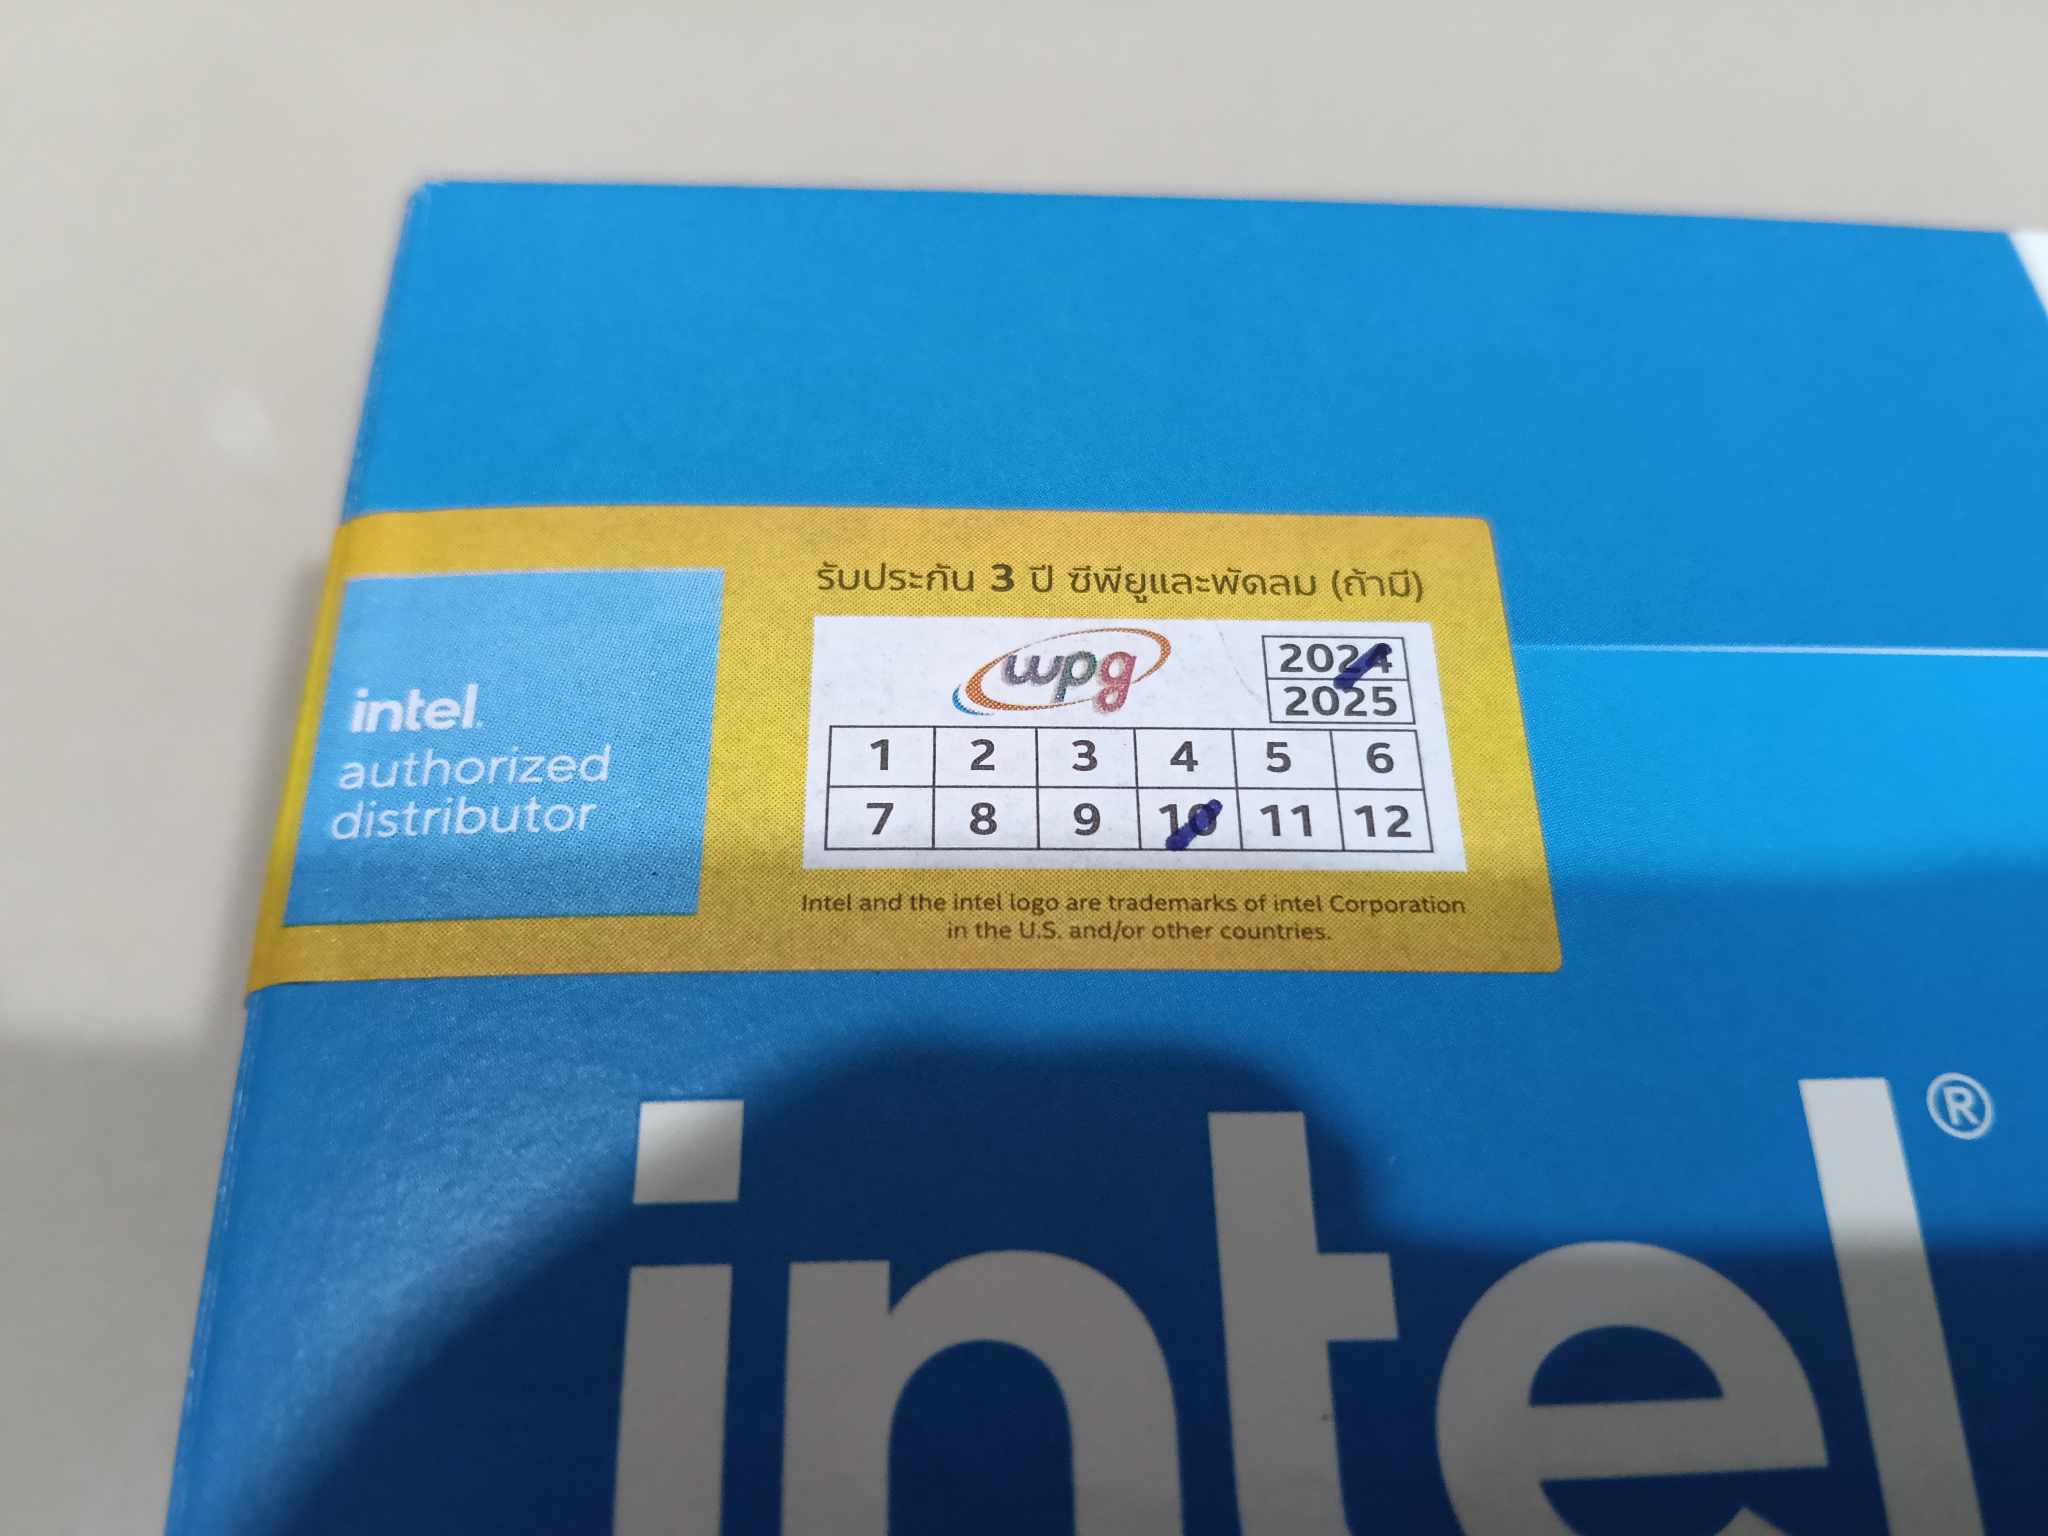 รับประกัน 3 ปี ซีพียูและพัดลม (ถ้ามี)
wpg
2024
2025
1 2 3 4 5 6
7 8 9 10 11 12
intel.
authorized
distributor
Intel and the intel logo are trademarks of intel Corporation
in the U.S. and/or other countries.
intel®